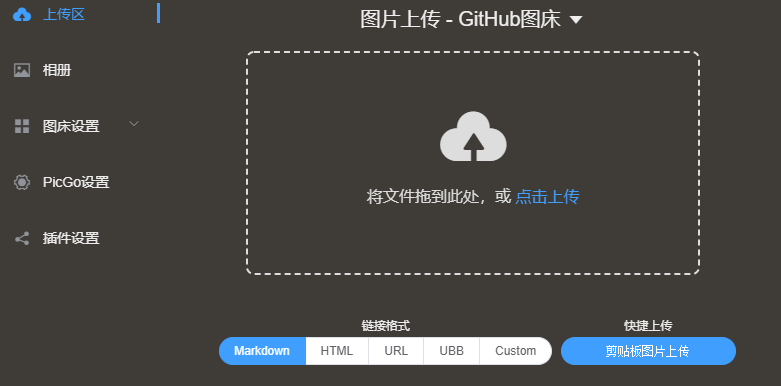 上传区
相册
图床设置
PicGo设置
插件设置
图片上传 - GitHub图床
将文件拖到此处，或 点击上传
链接格式
Markdown HTML URL UBB Custom
快捷上传
剪贴板图片上传